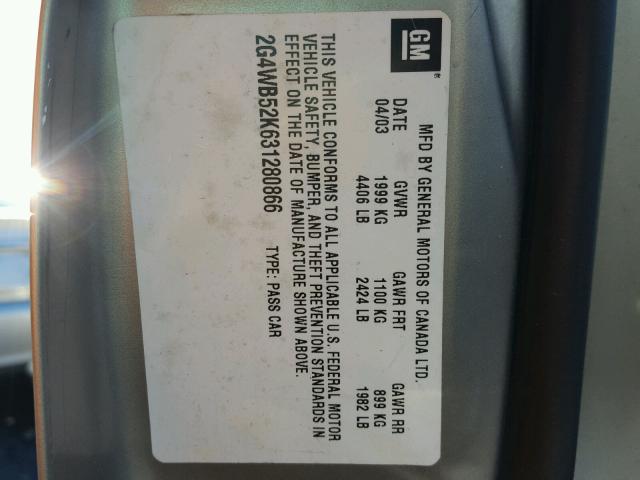 GM®
MFD BY GENERAL MOTORS OF CANADA LTD.
DATE GVWR GAWR FRT GAWR RR
04/03 1999 KG 1100 KG 899 KG
4406 LB 2424 LB 1982 LB
THIS VEHICLE CONFORMS TO ALL APPLICABLE U.S. FEDERAL MOTOR
VEHICLE SAFETY, BUMPER, AND THEFT PREVENTION STANDARDS IN
EFFECT ON THE DATE OF MANUFACTURE SHOWN ABOVE.
2G4WB52K631280866 TYPE: PASS CAR